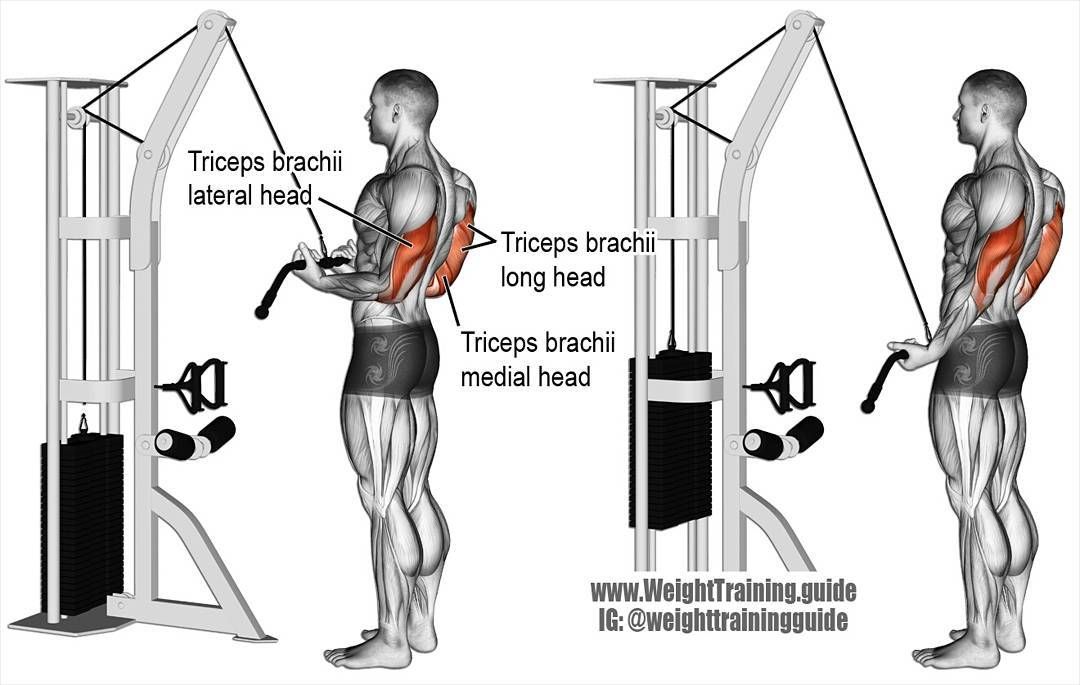 Triceps brachii
lateral head
Triceps brachii
long head
Triceps brachii
medial head
www.WeightTraining.guide
IG: @weighttrainingguide